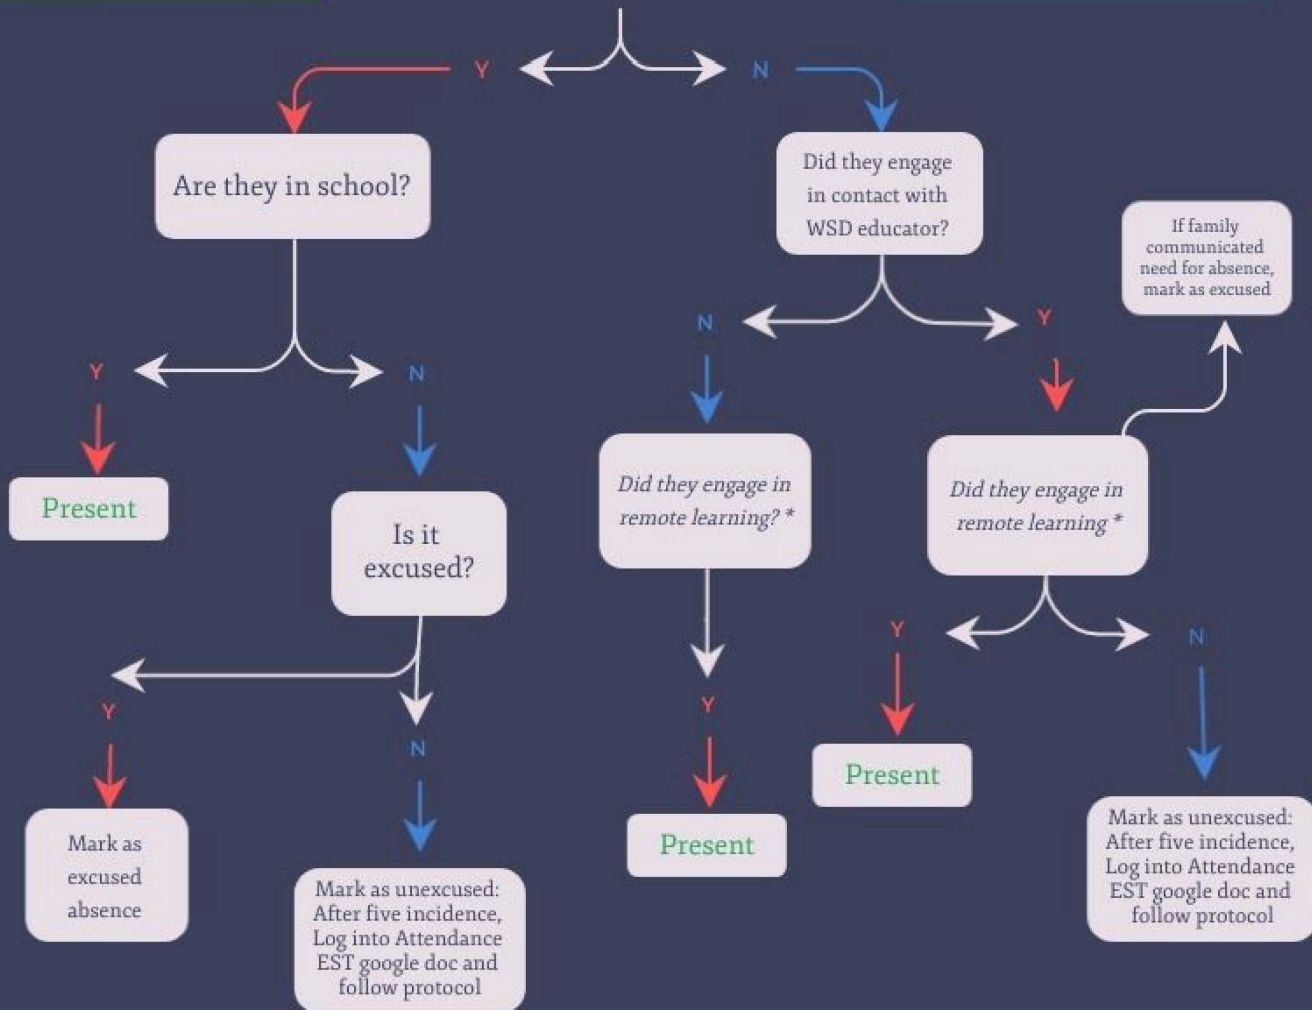 Y
N
Are they in school?
Did they engage
in contact with
WSD educator?
If family
communicated
need for absence,
mark as excused
N
Y
Y
N
Did they engage in
remote learning? *
Did they engage in
remote learning *
Present
Is it
excused?
Y
N
Y
Y
N
Present
Present
Mark as
excused
absence
Mark as unexcused:
After five incidence,
Log into Attendance
EST google doc and
follow protocol
Mark as unexcused:
After five incidence,
Log into Attendance
EST google doc and
follow protocol